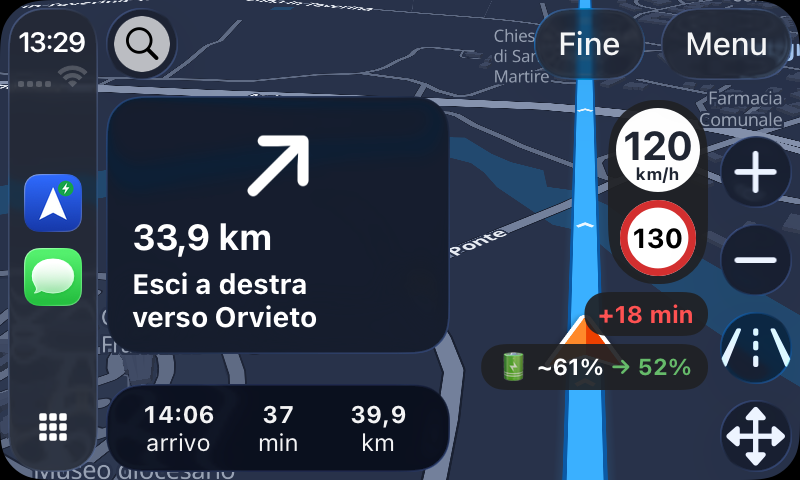 13:29
Chies
di San
Martire
Fine
Menu
Farmacia
Comunale
120
km/h
130
33,9 km
Esci a destra
verso Orvieto
Ponte
+18 min
~61% → 52%
14:06
arrivo
37
min
39,9
km
Museo diocesano